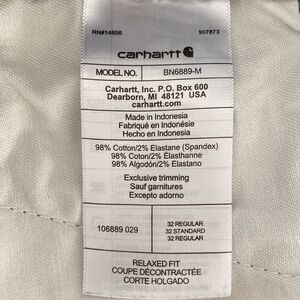 RN#14806 907873
carhartt
MODEL NO. BN6889-M
Carhartt, Inc. P.O. Box 600
Dearborn, MI 48121 USA
carhartt.com
Made in Indonesia
Fabriqué en Indonésie
Hecho en Indonesia
98% Cotton/2% Elastane (Spandex)
98% Coton/2% Élasthanne
98% Algodón/2% Elastano
Exclusive trimming
Sauf garnitures
Excepto adorno
106889 029
32 REGULAR
32 STANDARD
32 REGULAR
RELAXED FIT
COUPE DÉCONTRACTÉE
CORTE HOLGADO